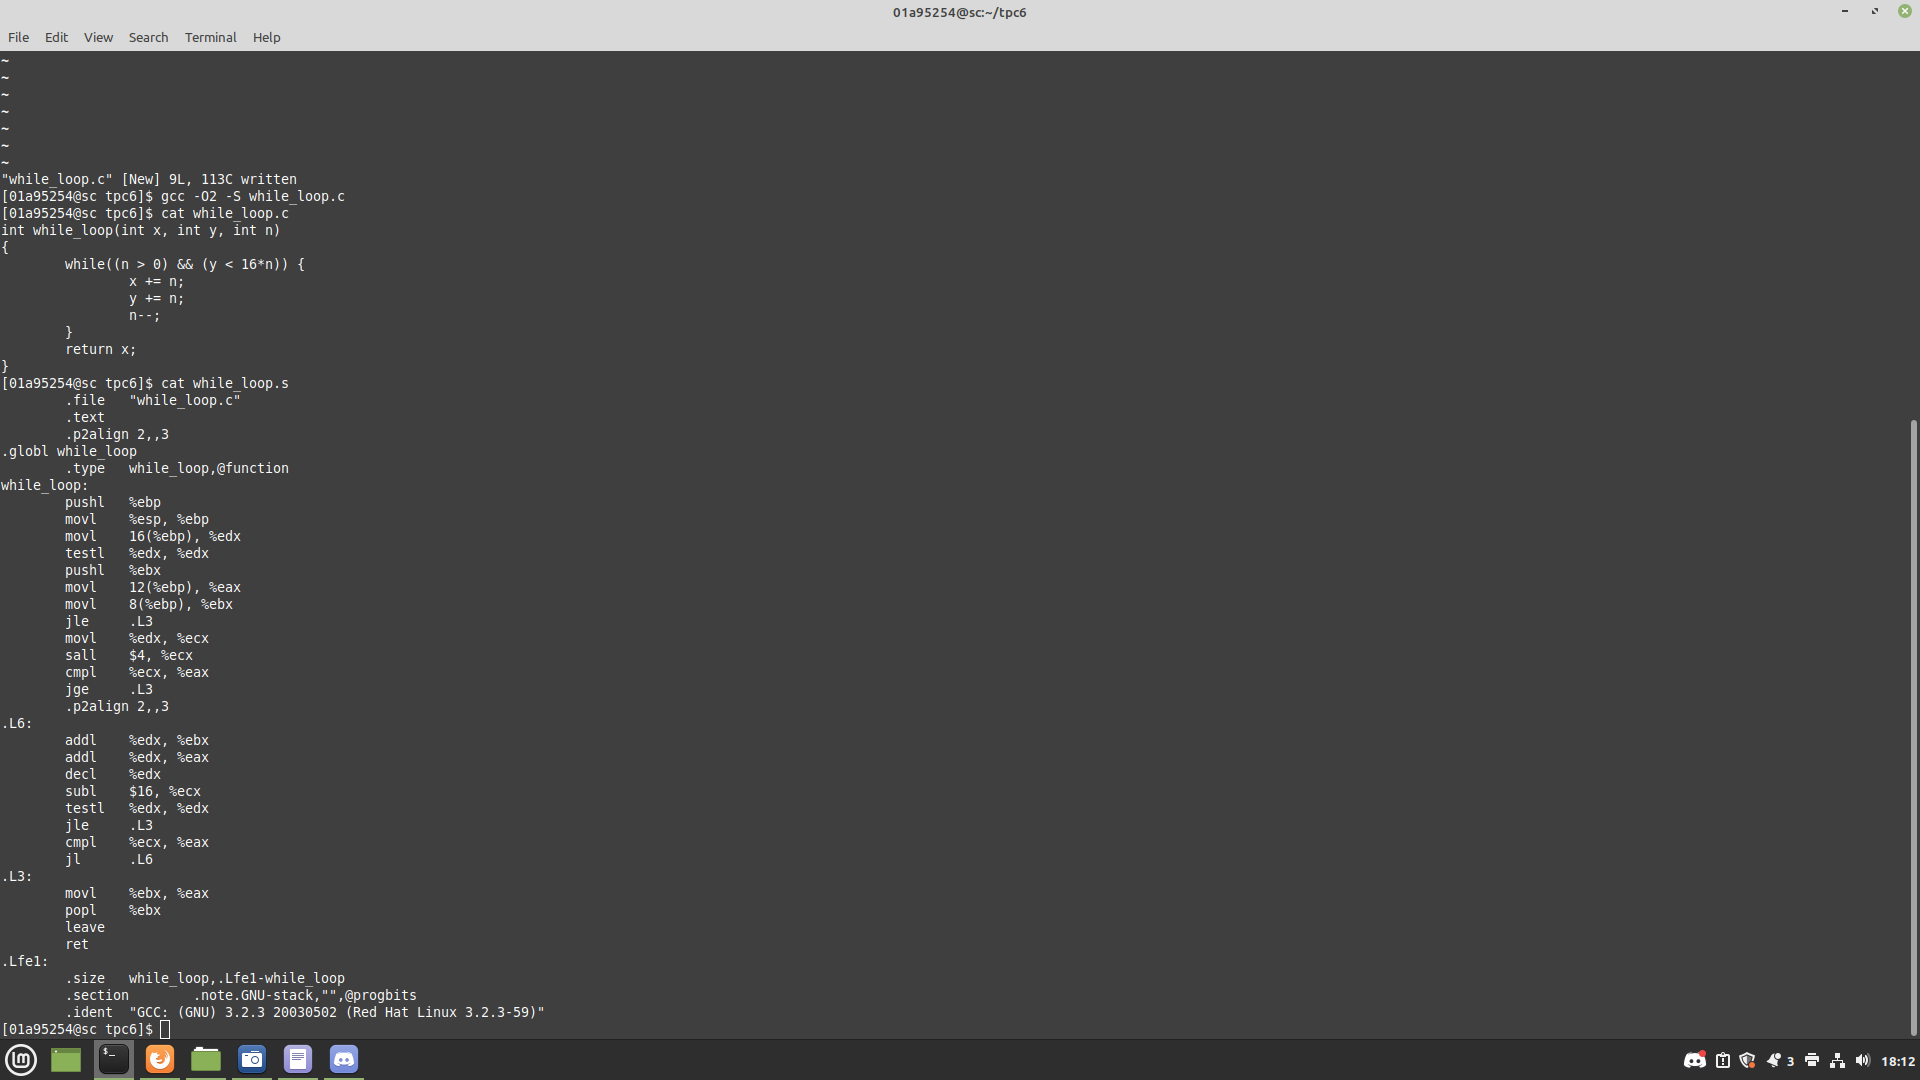 01a95254@sc:~/tpc6
File Edit View Search Terminal Help
~
~
~
~
~
~
~
"while_loop.c" [New] 9L, 113C written
[01a95254@sc tpc6]$ gcc -O2 -S while_loop.c
[01a95254@sc tpc6]$ cat while_loop.c
int while_loop(int x, int y, int n)
{
        while((n > 0) && (y < 16*n)) {
                x += n;
                y += n;
                n--;
        }
        return x;
}
[01a95254@sc tpc6]$ cat while_loop.s
        .file   "while_loop.c"
        .text
        .p2align 2,,3
.globl while_loop
        .type   while_loop,@function
while_loop:
        pushl   %ebp
        movl    %esp, %ebp
        movl    16(%ebp), %edx
        testl   %edx, %edx
        pushl   %ebx
        movl    12(%ebp), %eax
        movl    8(%ebp), %ebx
        jle     .L3
        movl    %edx, %ecx
        sall    $4, %ecx
        cmpl    %ecx, %eax
        jge     .L3
        .p2align 2,,3
.L6:
        addl    %edx, %ebx
        addl    %edx, %eax
        decl    %edx
        subl    $16, %ecx
        testl   %edx, %edx
        jle     .L3
        cmpl    %ecx, %eax
        jl      .L6
.L3:
        movl    %ebx, %eax
        popl    %ebx
        leave
        ret
.Lfe1:
        .size   while_loop,.Lfe1-while_loop
        .section        .note.GNU-stack,"",@progbits
        .ident  "GCC: (GNU) 3.2.3 20030502 (Red Hat Linux 3.2.3-59)"
[01a95254@sc tpc6]$
$_
3 18:12